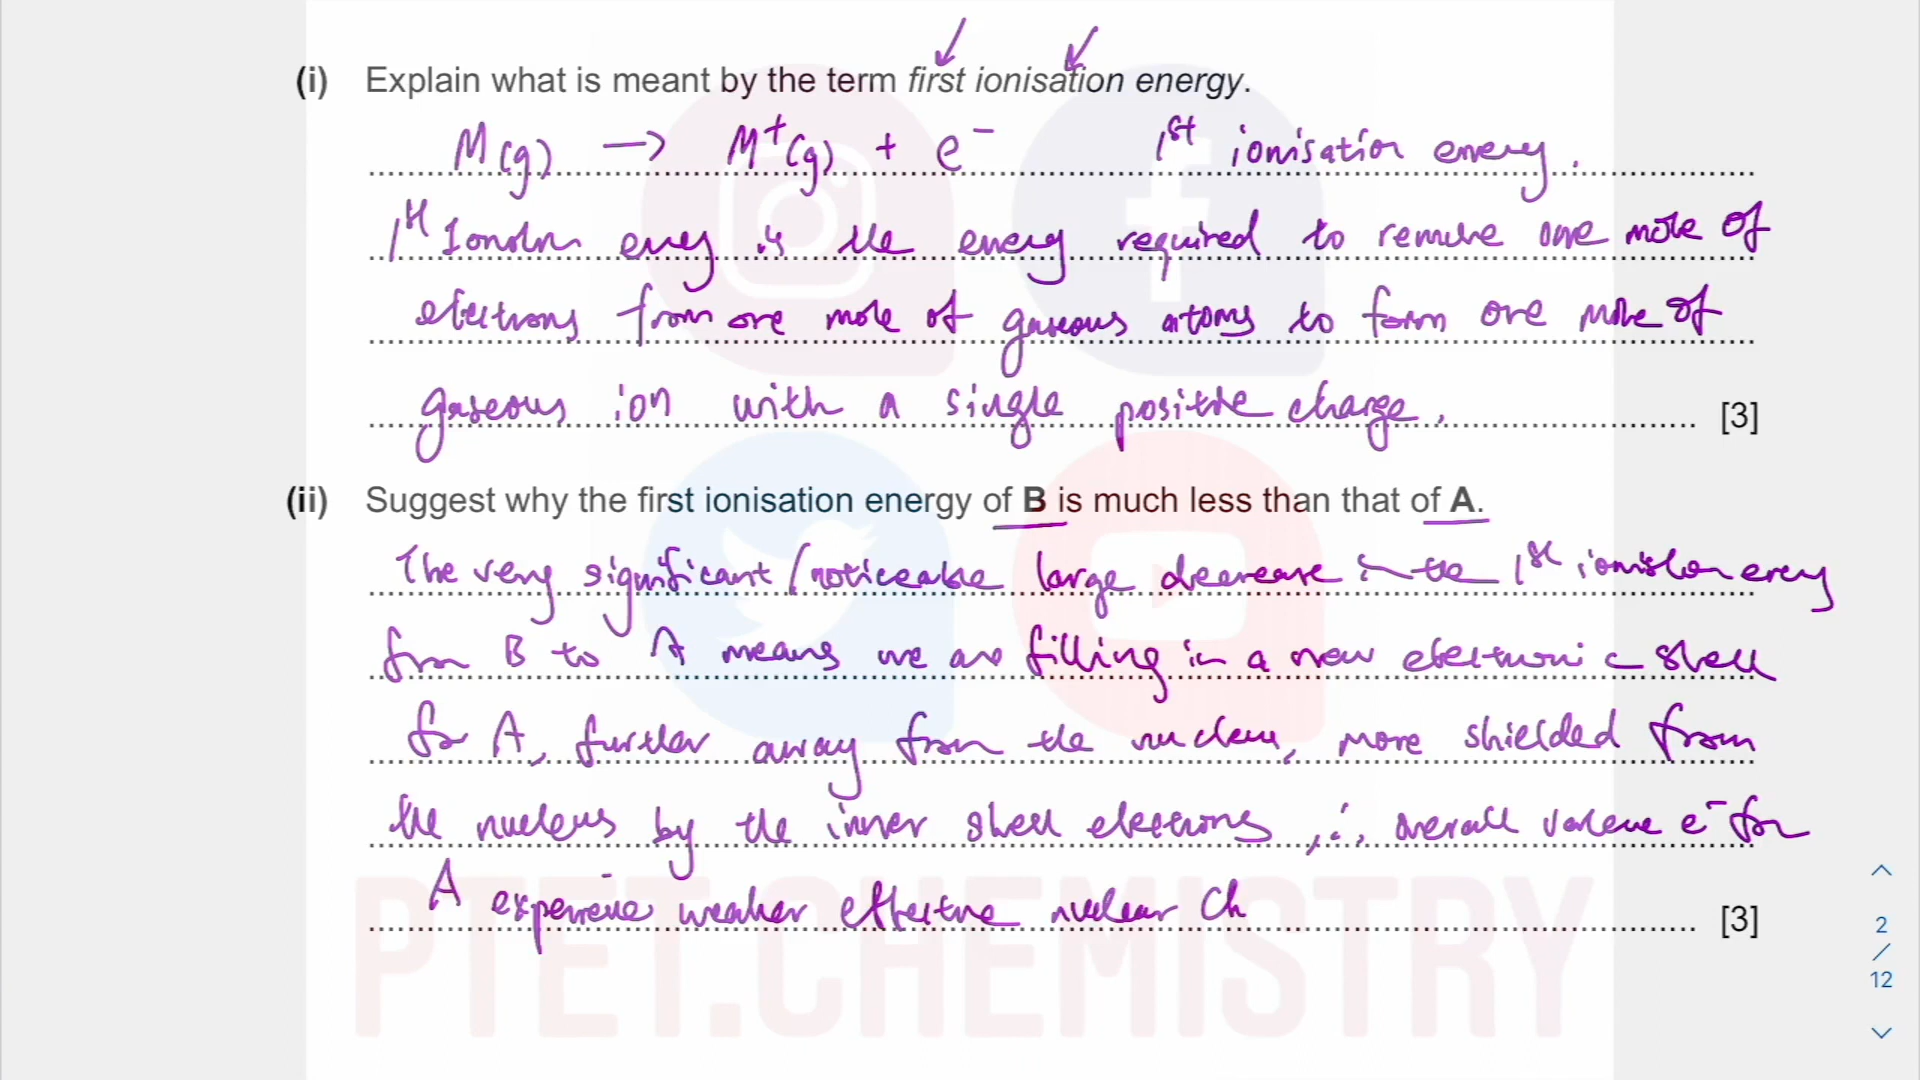 (i) Explain what is meant by the term first ionisation energy.
M(g) → M⁺(g) + e⁻ 1st ionisation energy.
1st Ionisation energy is the energy required to remove one mole of
electrons from one mole of gaseous atoms to form one mole of
gaseous ion with a single positive charge. [3]
(ii) Suggest why the first ionisation energy of B is much less than that of A.
The very significant / noticeable large decrease in the 1st ionisation energy
from B to A means we are filling in a new electronic shell
for A, further away from the nucleus, more shielded from
the nucleus by the inner shell electrons, ∴ overall valence e⁻ for
A experience weaker effective nuclear Ch [3]
PTET.CHEMISTRY
2
/
12